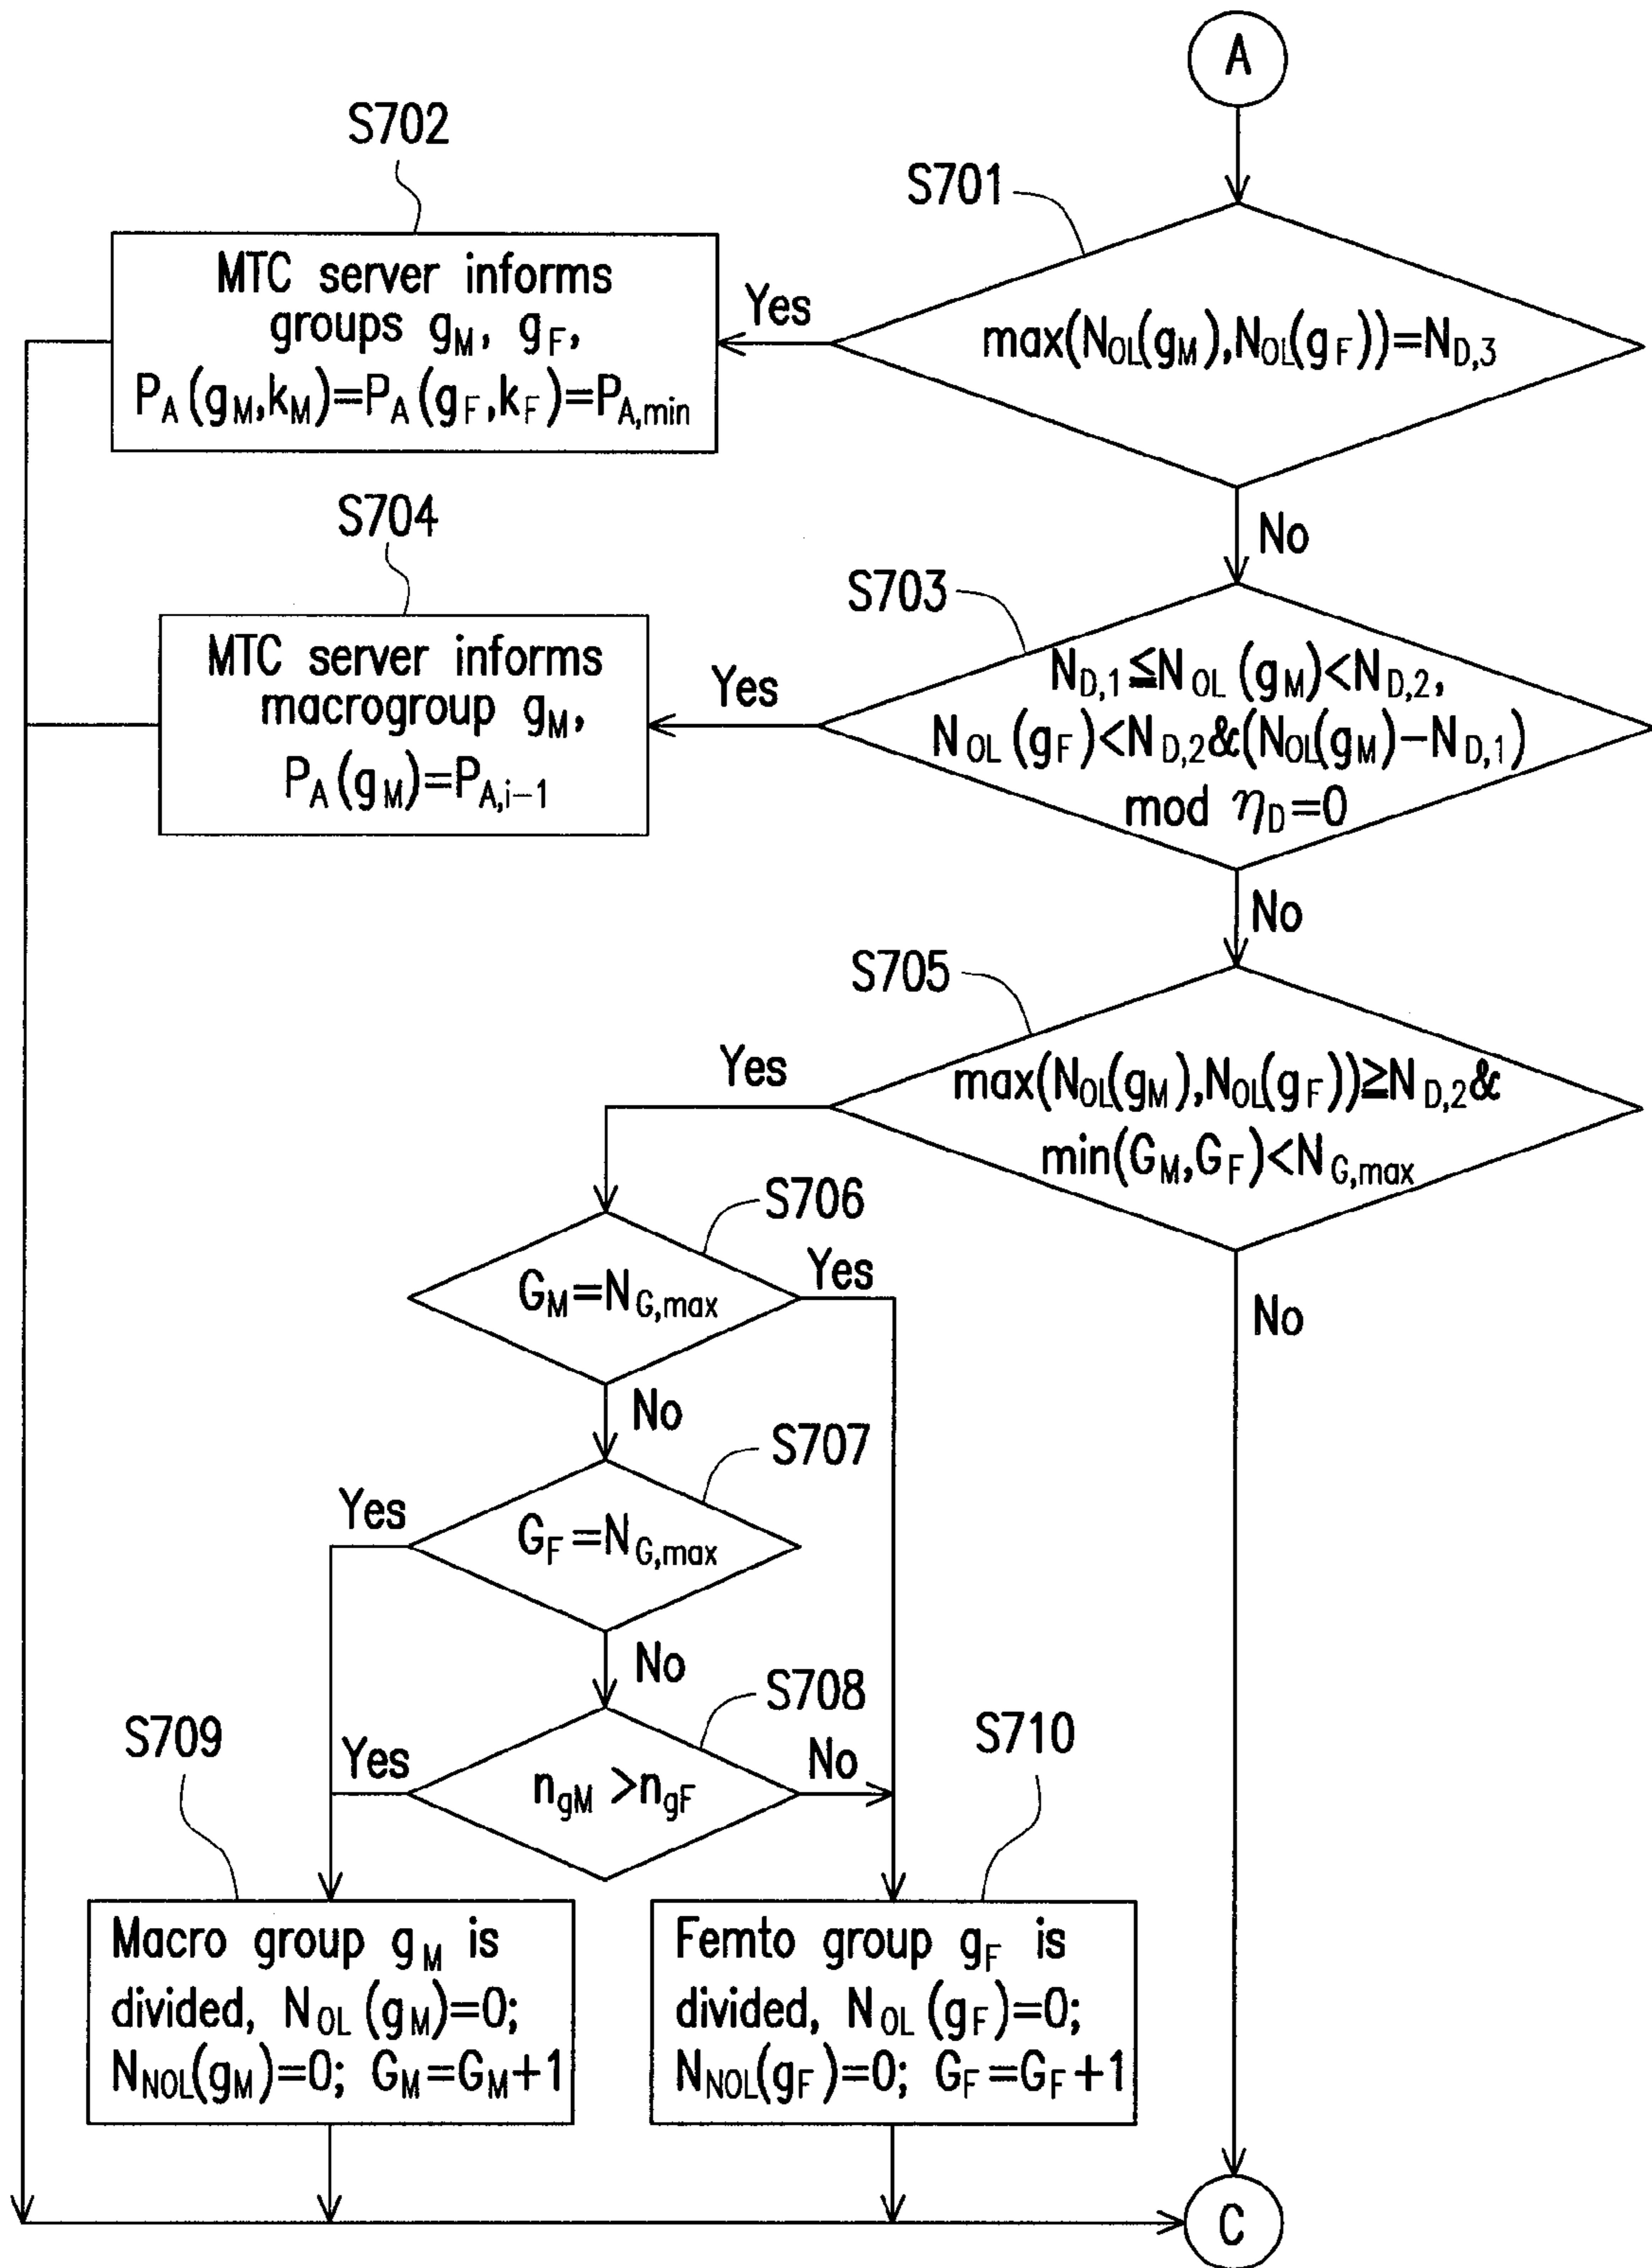 A
S702
S701
MTC server informs
groups g_M, g_F,
P_A(g_M,k_M)=P_A(g_F,k_F)=P_A,min
Yes
max(N_OL(g_M),N_OL(g_F))=N_D,3
No
S704
S703
MTC server informs
macrogroup g_M,
P_A(g_M)=P_A,i-1
Yes
N_D,1≦N_OL(g_M)<N_D,2,
N_OL(g_F)<N_D,2&(N_OL(g_M)-N_D,1)
mod η_D=0
No
S705
Yes
max(N_OL(g_M),N_OL(g_F))≧N_D,2&
min(G_M,G_F)<N_G,max
No
S706
G_M=N_G,max
Yes
No
S707
Yes
G_F=N_G,max
No
S708
S709
Yes
n_gM>n_gF
No
S710
Macro group g_M is
divided, N_OL(g_M)=0;
N_NOL(g_M)=0; G_M=G_M+1
Femto group g_F is
divided, N_OL(g_F)=0;
N_NOL(g_F)=0; G_F=G_F+1
C